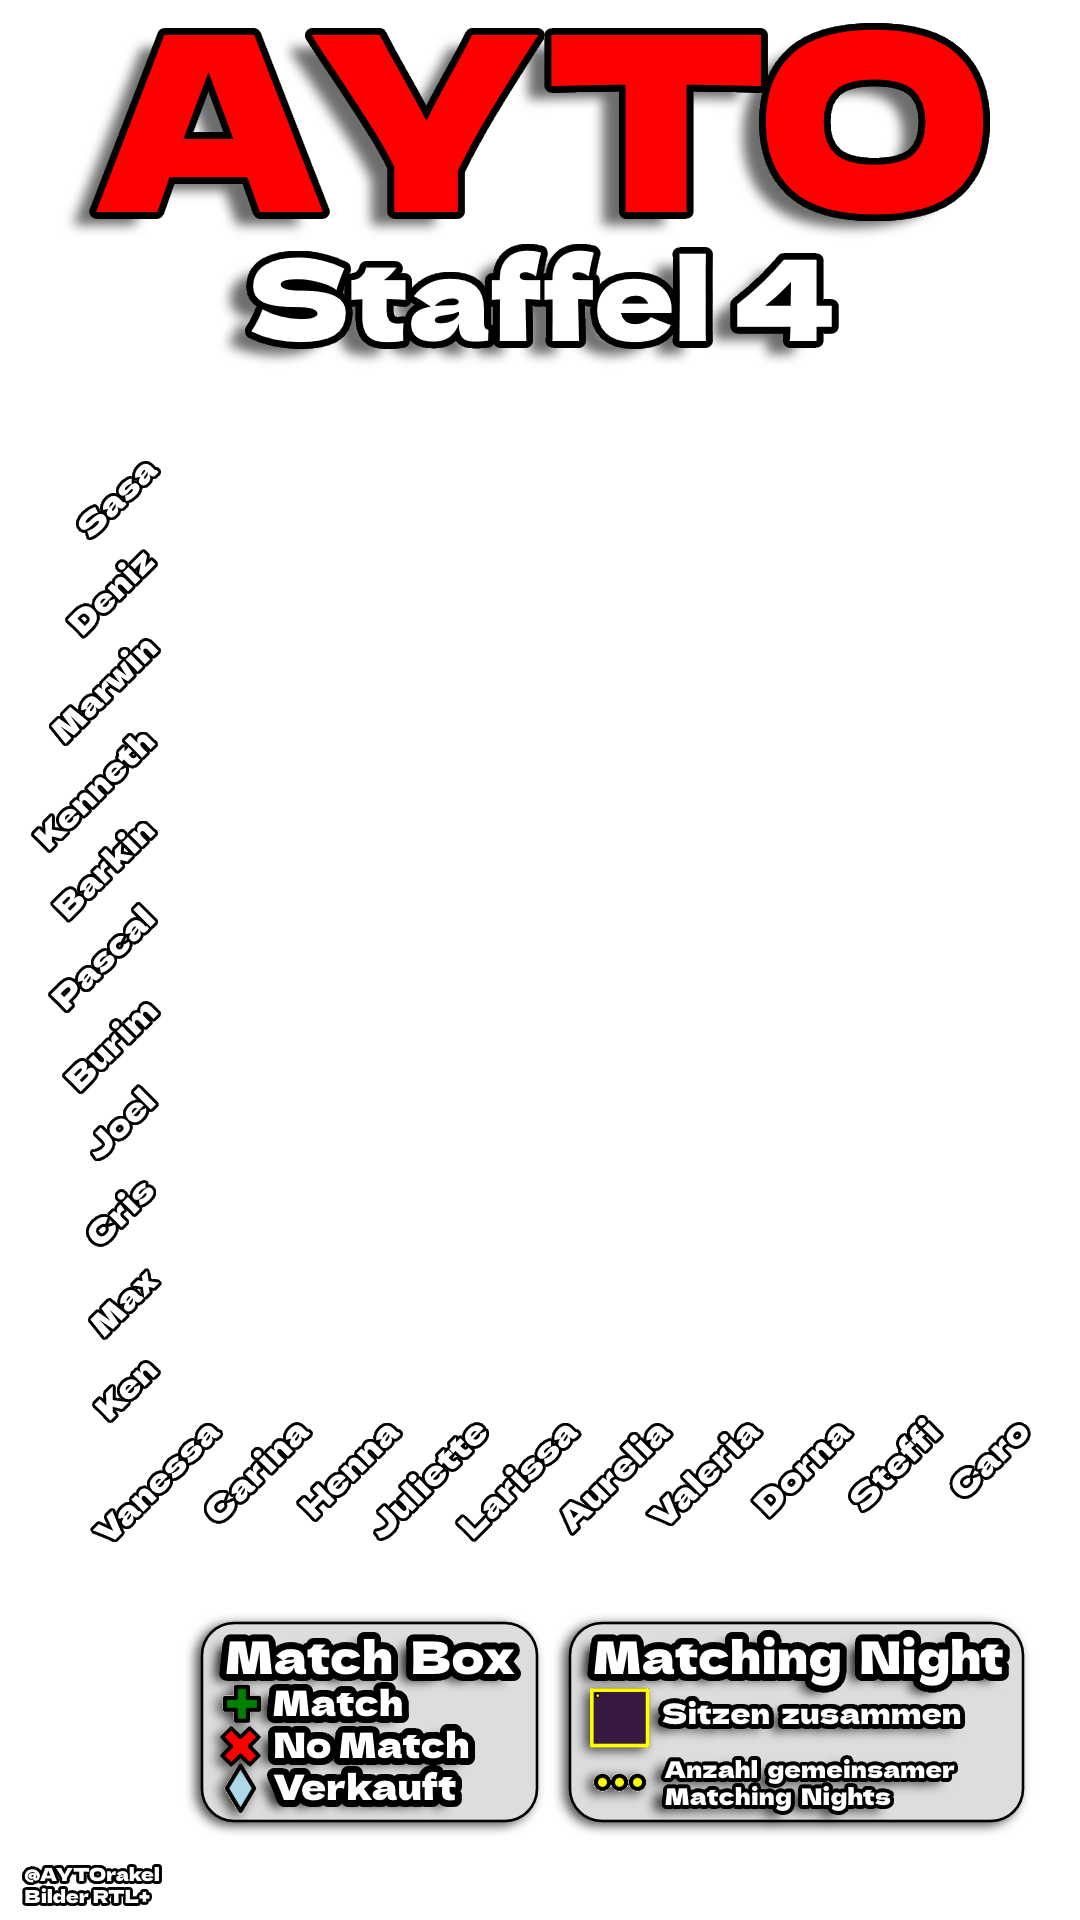 AYTO
Staffel 4
Sasa
Deniz
Marwin
Kenneth
Barkin
Pascal
Burim
Joel
Cris
Max
Ken
Vanessa
Carina
Henna
Juliette
Larissa
Aurelia
Valeria
Dorna
Steffi
Caro
Match Box
Match
No Match
Verkauft
Matching Night
Sitzen zusammen
Anzahl gemeinsamer
Matching Nights
@AYTOrakel
Bilder RTL+